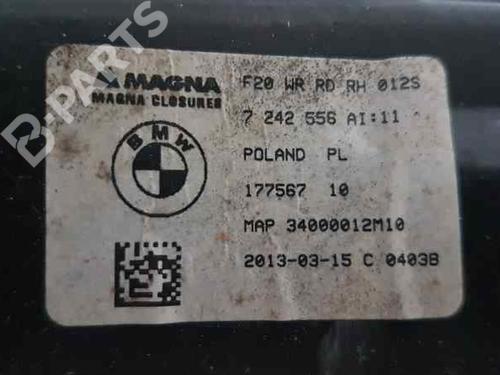 MAGNA
MAGNA CLOSURES
BMW
F20 WR RD RH 012S
7 242 556 AI:11
POLAND PL
177567 10
MAP 34000012M10
2013-03-15 C 0403B
B-PARTS